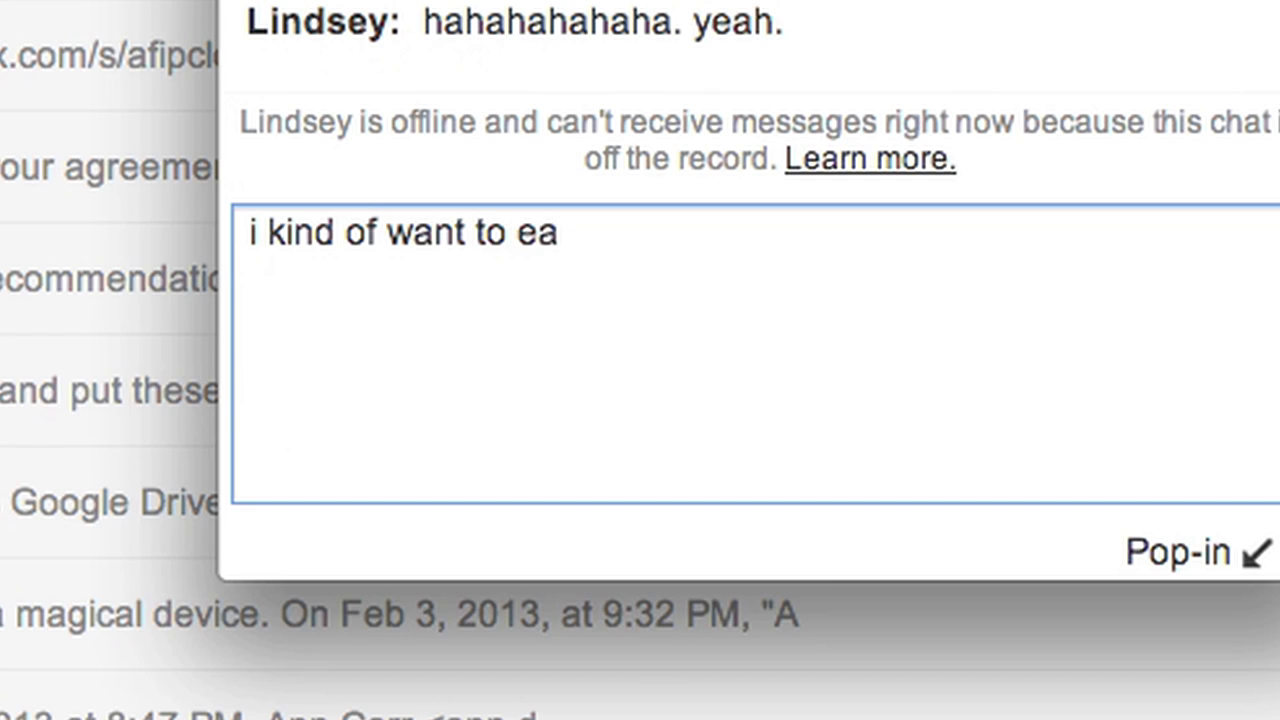 Lindsey: hahahahahaha. yeah.
Lindsey is offline and can't receive messages right now because this chat
off the record. Learn more.
i kind of want to ea
Pop-in
k.com/s/afipcl
our agreemen
ecommendatio
and put these
Google Drive
a magical device. On Feb 3, 2013, at 9:32 PM, "A